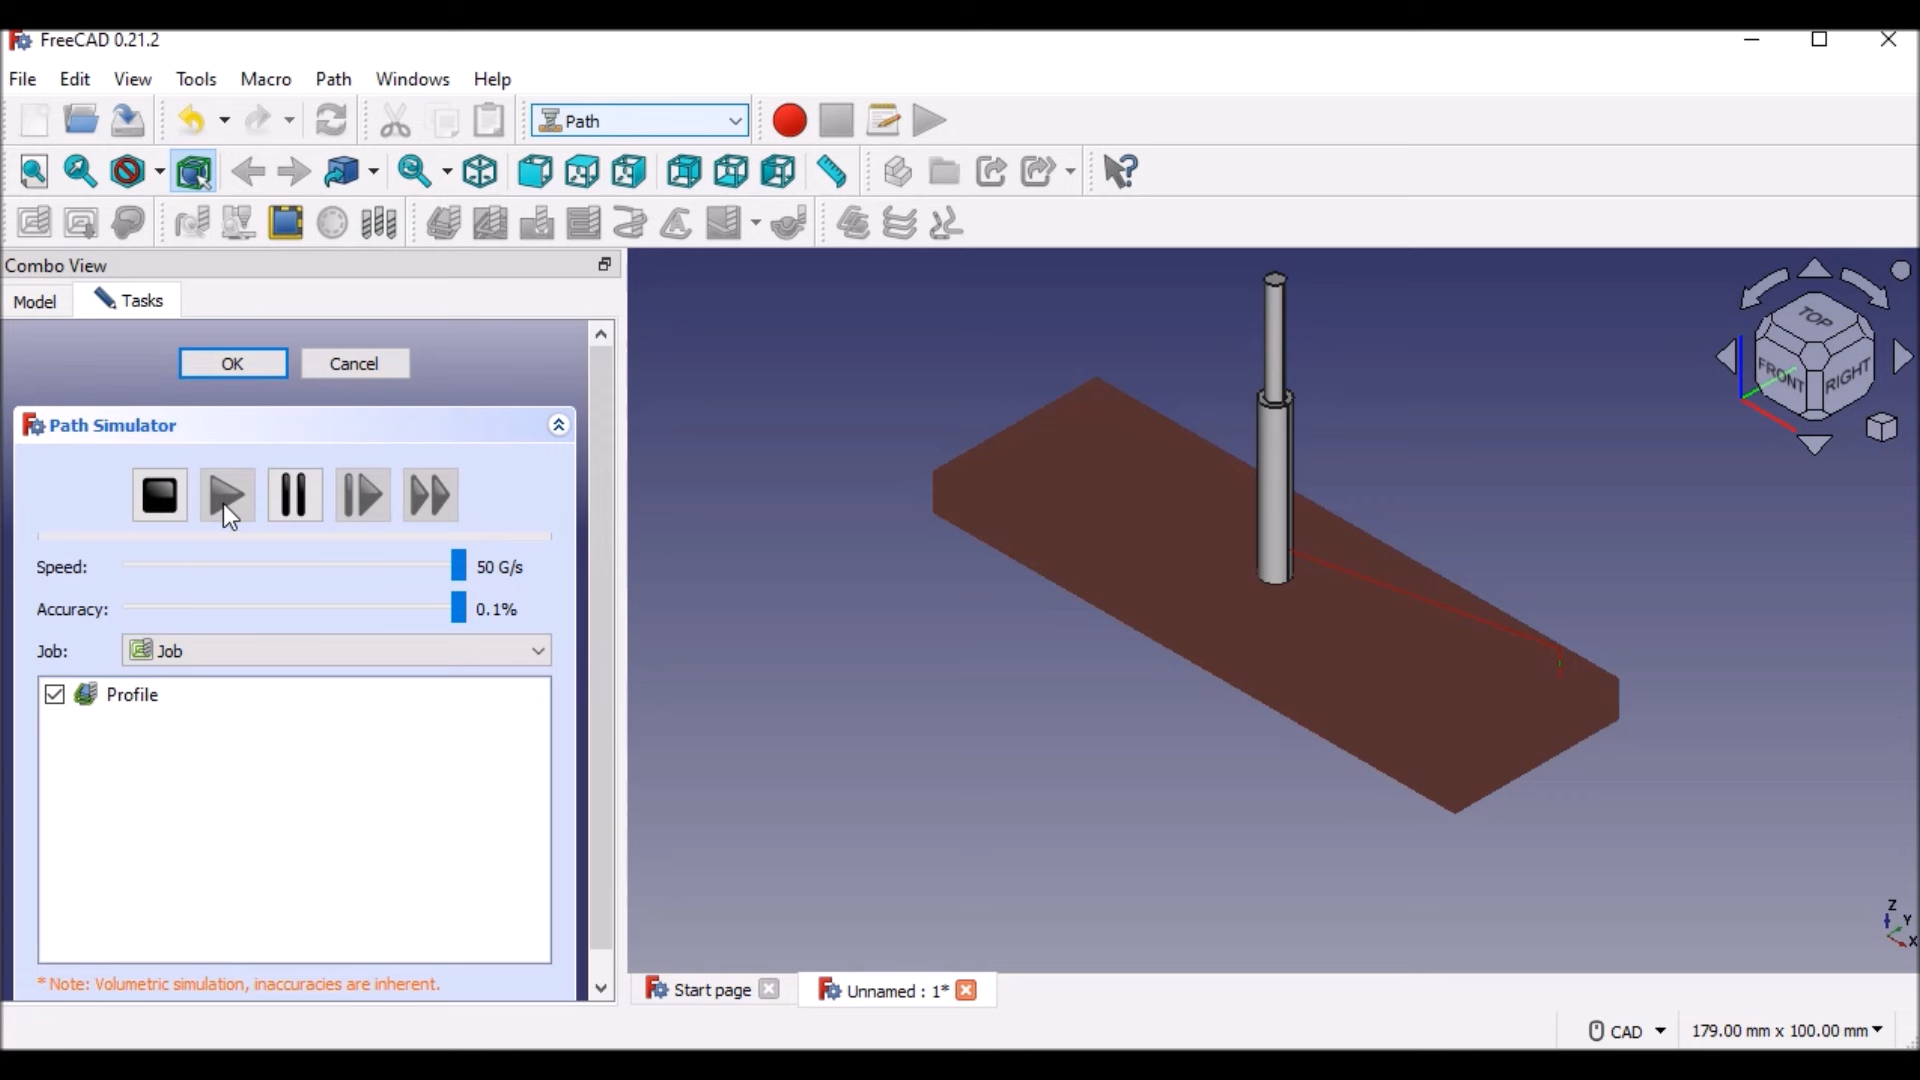 FreeCAD 0.21.2
File Edit View Tools Macro Path Windows Help
Path
Combo View
Model Tasks
OK Cancel
Path Simulator
Speed: 50 G/s
Accuracy: 0.1%
Job: Job
Profile
* Note: Volumetric simulation, inaccuracies are inherent.
TOP
FRONT RIGHT
Z
Y
X
Start page Unnamed : 1*
CAD 179.00 mm x 100.00 mm